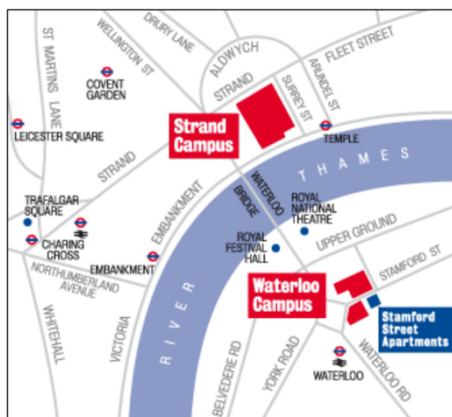 ST MARTINS LANE
WELLINGTON ST
DRURY LANE
ALDWYCH
FLEET STREET
COVENT
GARDEN
STRAND
SURREY ST
ARUNDEL ST
LEICESTER SQUARE
Strand
Campus
TEMPLE
STRAND
THAMES
TRAFALGAR
SQUARE
EMBANKMENT
WATERLOO
BRIDGE
ROYAL
NATIONAL
THEATRE
CHARING
CROSS
ROYAL
FESTIVAL
HALL
UPPER GROUND
EMBANKMENT
NORTHUMBERLAND
AVENUE
STAMFORD ST
Waterloo
Campus
WHITEHALL
VICTORIA
RIVER
Stamford
Street
Apartments
BELVEDERE RD
YORK ROAD
WATERLOO
WATERLOO RD